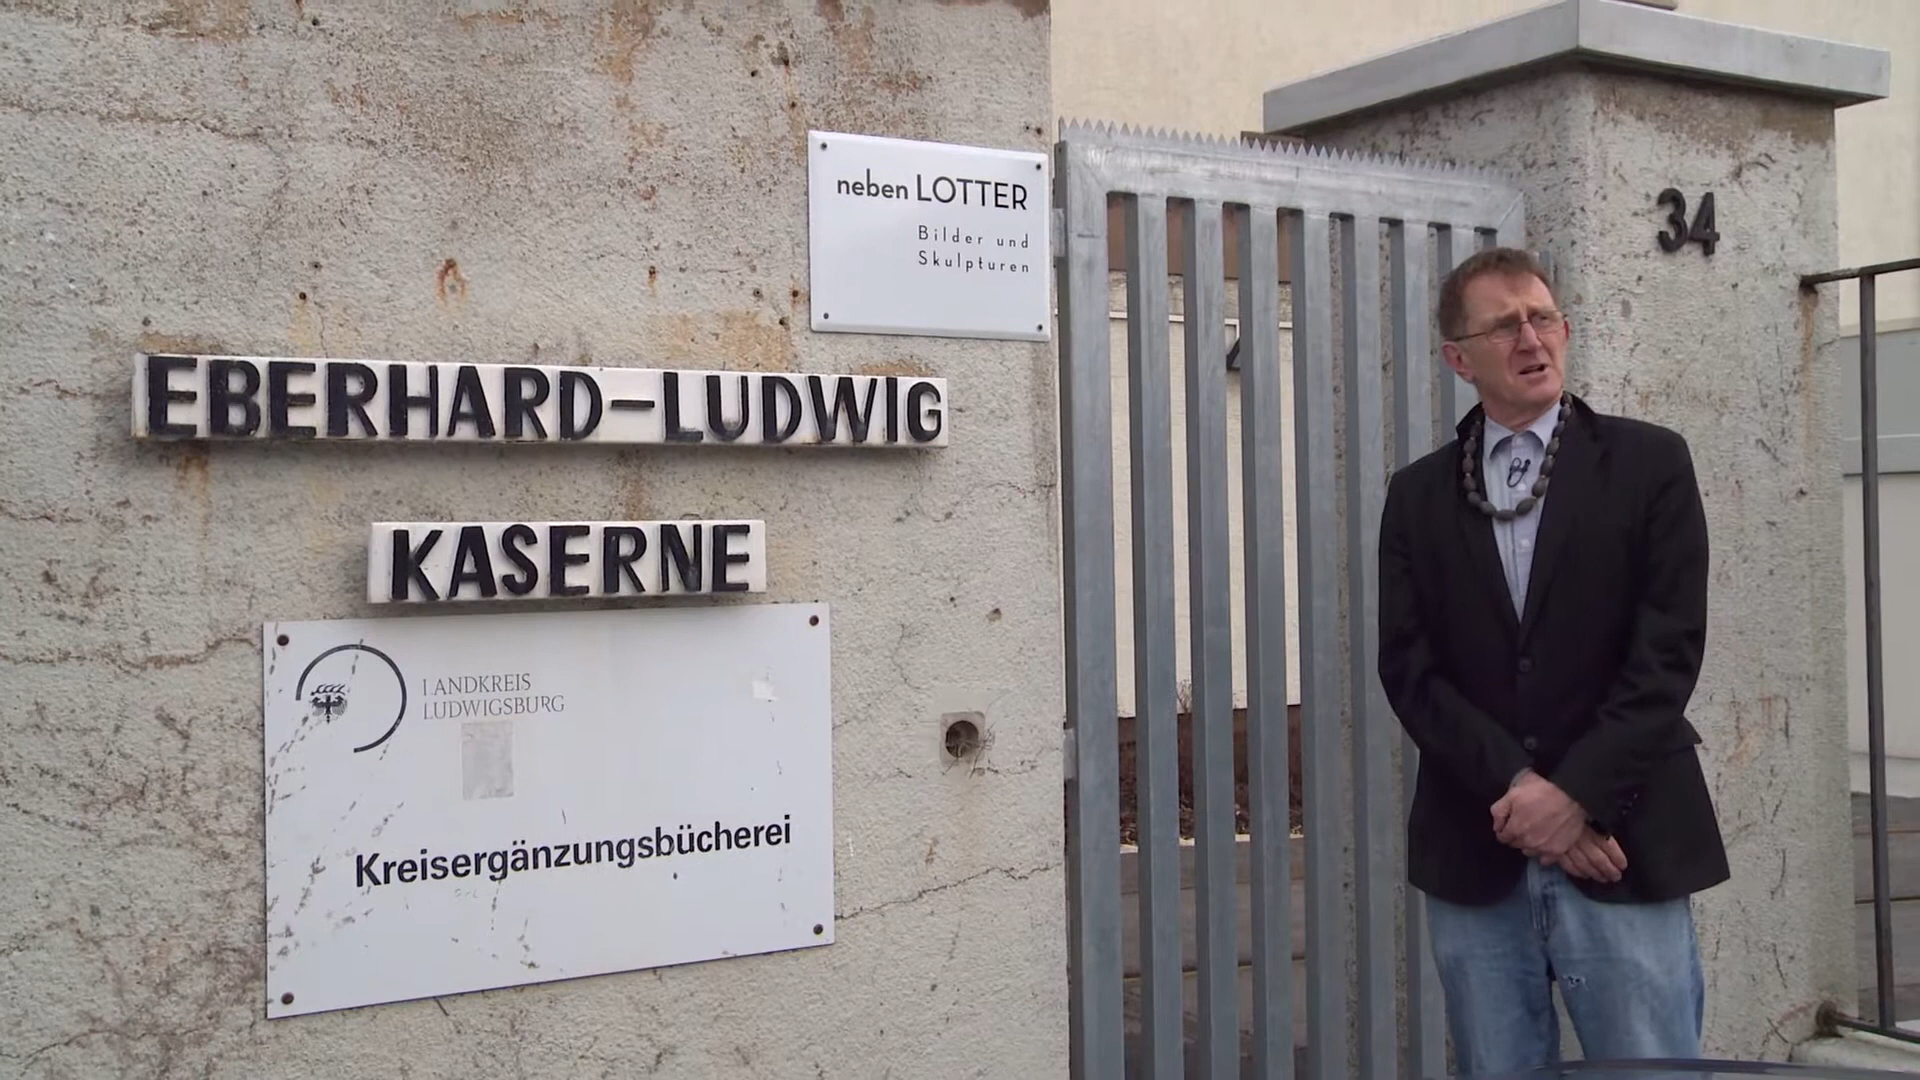 neben LOTTER
Bilder und
Skulpturen
34
EBERHARD-LUDWIG
KASERNE
LANDKREIS
LUDWIGSBURG
Kreisergänzungsbücherei